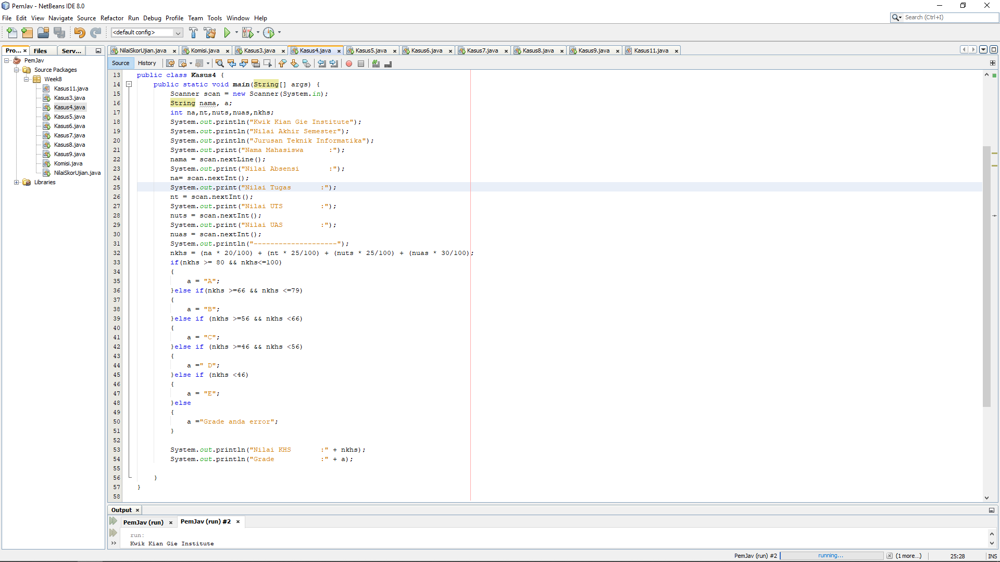 PemJav - NetBeans IDE 8.0
File Edit View Navigate Source Refactor Run Debug Profile Team Tools Window Help
Search (Ctrl+I)
<default config>
Pro... × Files Serv...
NilaiSkorUjian.java × Komisi.java × Kasus3.java × Kasus4.java × Kasus5.java × Kasus6.java × Kasus7.java × Kasus8.java × Kasus9.java × Kasus11.java ×
Source History
PemJav
Source Packages
Week8
Kasus11.java
Kasus3.java
Kasus4.java
Kasus5.java
Kasus6.java
Kasus7.java
Kasus8.java
Kasus9.java
Komisi.java
NilaiSkorUjian.java
Libraries
13 public class Kasus4 {
14     public static void main(String[] args) {
15         Scanner scan = new Scanner(System.in);
16         String nama, a;
17         int na,nt,nuts,nuas,nkhs;
18         System.out.println("Kwik Kian Gie Institute");
19         System.out.println("Nilai Akhir Semester");
20         System.out.println("Jurusan Teknik Informatika");
21         System.out.print("Nama Mahasiswa      :");
22         nama = scan.nextLine();
23         System.out.print("Nilai Absensi       :");
24         na= scan.nextInt();
25         System.out.print("Nilai Tugas       :");
26         nt = scan.nextInt();
27         System.out.print("Nilai UTS         :");
28         nuts = scan.nextInt();
29         System.out.print("Nilai UAS         :");
30         nuas = scan.nextInt();
31         System.out.println("--------------------");
32         nkhs = (na * 20/100) + (nt * 25/100) + (nuts * 25/100) + (nuas * 30/100);
33         if(nkhs >= 80 && nkhs<=100)
34         {
35             a = "A";
36         }else if(nkhs >=66 && nkhs <=79)
37         {
38             a = "B";
39         }else if (nkhs >=56 && nkhs <66)
40         {
41             a = "C";
42         }else if (nkhs >=46 && nkhs <56)
43         {
44             a =" D";
45         }else if (nkhs <46)
46         {
47             a = "E";
48         }else
49         {
50             a ="Grade anda error";
51         }
52
53         System.out.println("Nilai KHS       :" + nkhs);
54         System.out.println("Grade           :" + a);
55
56     }
57 }
58
Output ×
PemJav (run) × PemJav (run) #2 ×
run:
Kwik Kian Gie Institute
PemJav (run) #2 running... (1 more...) 25:28 INS